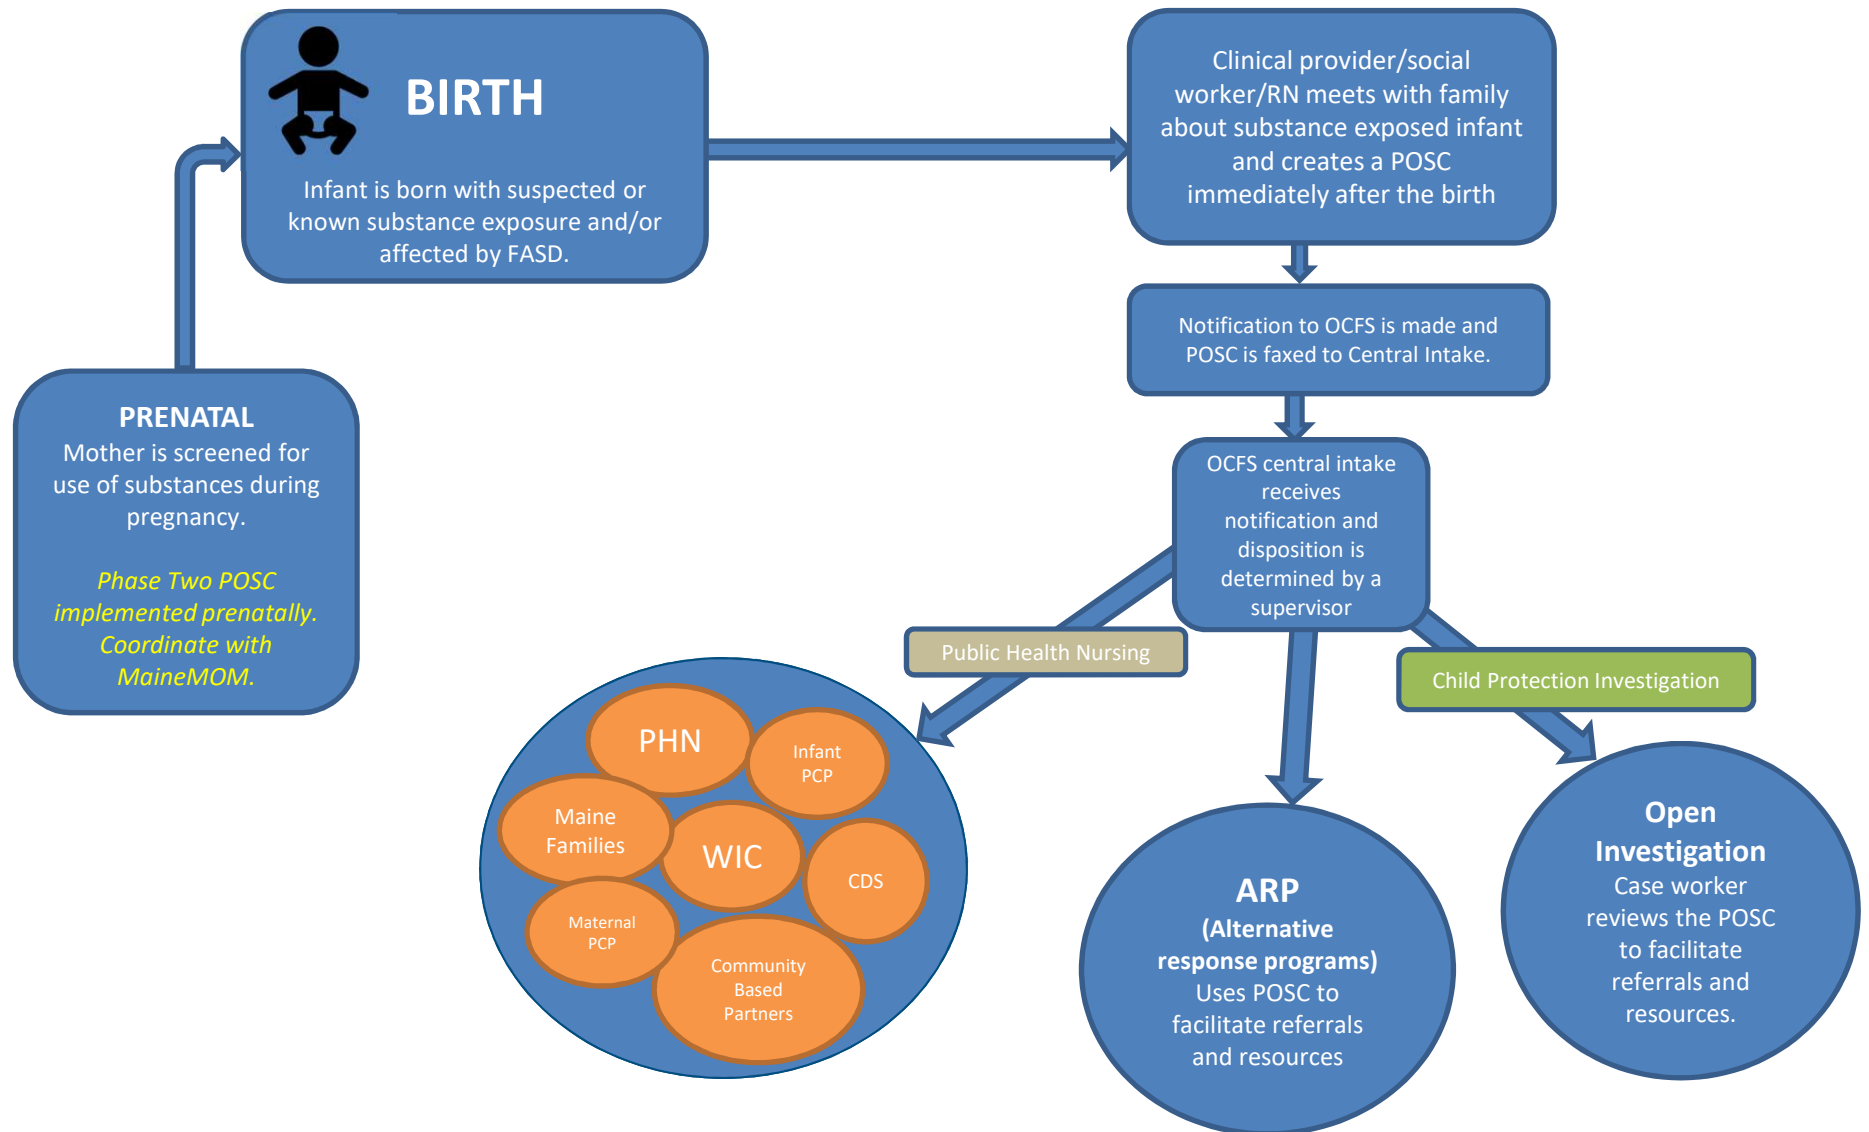 BIRTH
Infant is born with suspected or
known substance exposure and/or
affected by FASD.
Clinical provider/social
worker/RN meets with family
about substance exposed infant
and creates a POSC
immediately after the birth
Notification to OCFS is made and
POSC is faxed to Central Intake.
PRENATAL
Mother is screened for
use of substances during
pregnancy.
Phase Two POSC
implemented prenatally.
Coordinate with
MaineMOM.
OCFS central intake
receives
notification and
disposition is
determined by a
supervisor
Public Health Nursing
Child Protection Investigation
PHN
Infant
PCP
Maine
Families
WIC
CDS
Maternal
PCP
Community
Based
Partners
ARP
(Alternative
response programs)
Uses POSC to
facilitate referrals
and resources
Open
Investigation
Case worker
reviews the POSC
to facilitate
referrals and
resources.